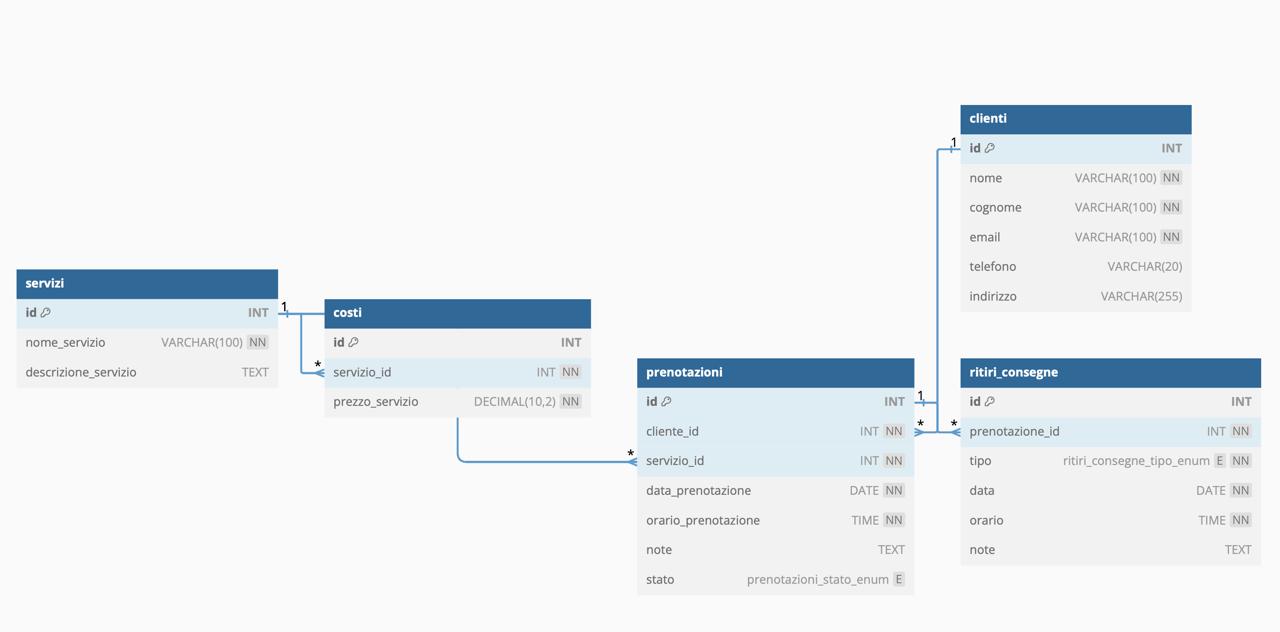 servizi
id INT
nome_servizio VARCHAR(100) NN
descrizione_servizio TEXT
1
*
costi
id INT
servizio_id INT NN
prezzo_servizio DECIMAL(10,2) NN
*
prenotazioni
id INT
cliente_id INT NN
servizio_id INT NN
data_prenotazione DATE NN
orario_prenotazione TIME NN
note TEXT
stato prenotazioni_stato_enum E
1
*
*
1
clienti
id INT
nome VARCHAR(100) NN
cognome VARCHAR(100) NN
email VARCHAR(100) NN
telefono VARCHAR(20)
indirizzo VARCHAR(255)
ritiri_consegne
id INT
prenotazione_id INT NN
tipo ritiri_consegne_tipo_enum E NN
data DATE NN
orario TIME NN
note TEXT